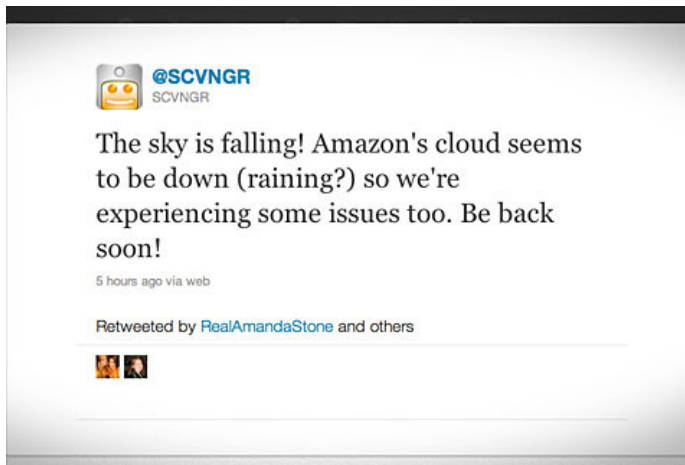 @SCVNGR
SCVNGR
The sky is falling! Amazon's cloud seems
to be down (raining?) so we're
experiencing some issues too. Be back
soon!
5 hours ago via web
Retweeted by RealAmandaStone and others